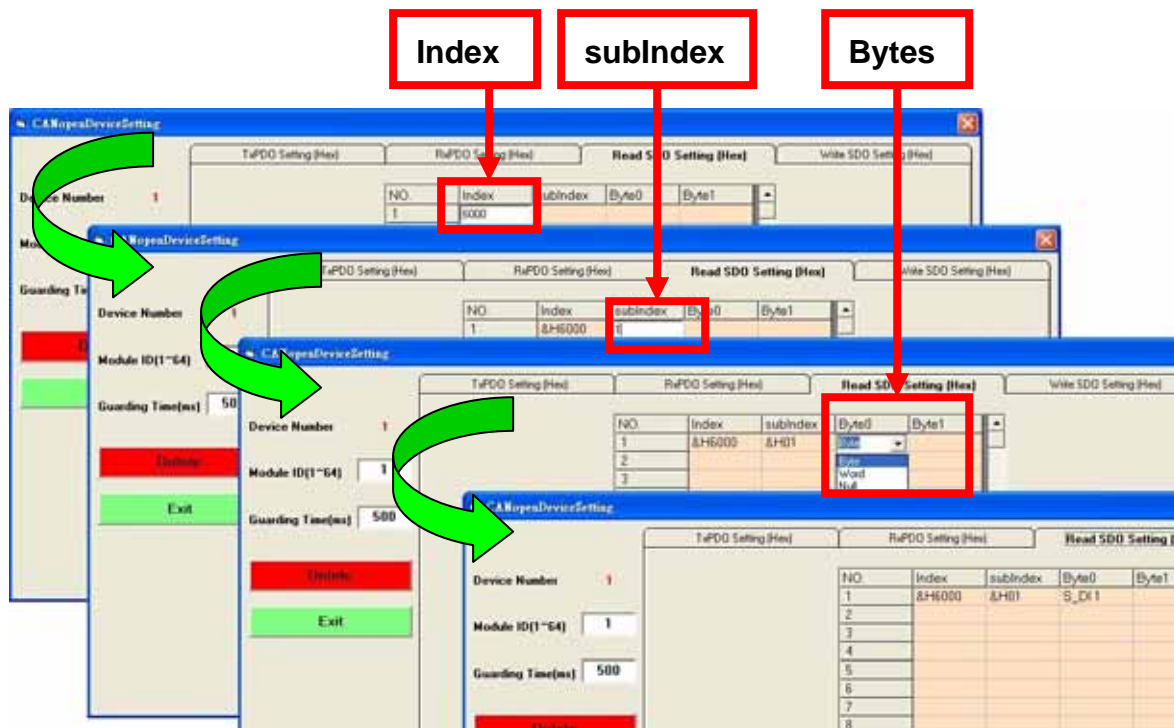 Index subIndex Bytes
CANopenDeviceSetting
TxPDO Setting (Hex) RxPDO Setting (Hex) Read SDO Setting (Hex) Write SDO Setting (Hex)
Device Number 1
NO. Index subIndex Byte0 Byte1
1 6000
Guarding
CANopenDeviceSetting
TxPDO Setting (Hex) RxPDO Setting (Hex) Read SDO Setting (Hex) Write SDO Setting (Hex)
Device Number 1
NO. Index subIndex Byte0 Byte1
1 &H6000 1
Module ID(1~64)
Guarding Time(ms) 50
Delete
Exit
CANopenDeviceSetting
TxPDO Setting (Hex) RxPDO Setting (Hex) Read SDO Setting (Hex) Write SDO Setting (Hex)
Device Number 1
NO. Index subIndex Byte0 Byte1
1 &H6000 &H01 Byte
2 Byte
3 Word
Null
Module ID(1~64) 1
Guarding Time(ms) 500
Delete
Exit
CANopenDeviceSetting
TxPDO Setting (Hex) RxPDO Setting (Hex) Read SDO Setting (
Device Number 1
NO. Index subIndex Byte0 Byte1
1 &H6000 &H01 S_DI1
2
3
4
5
6
7
8
Module ID(1~64) 1
Guarding Time(ms) 500
Delete